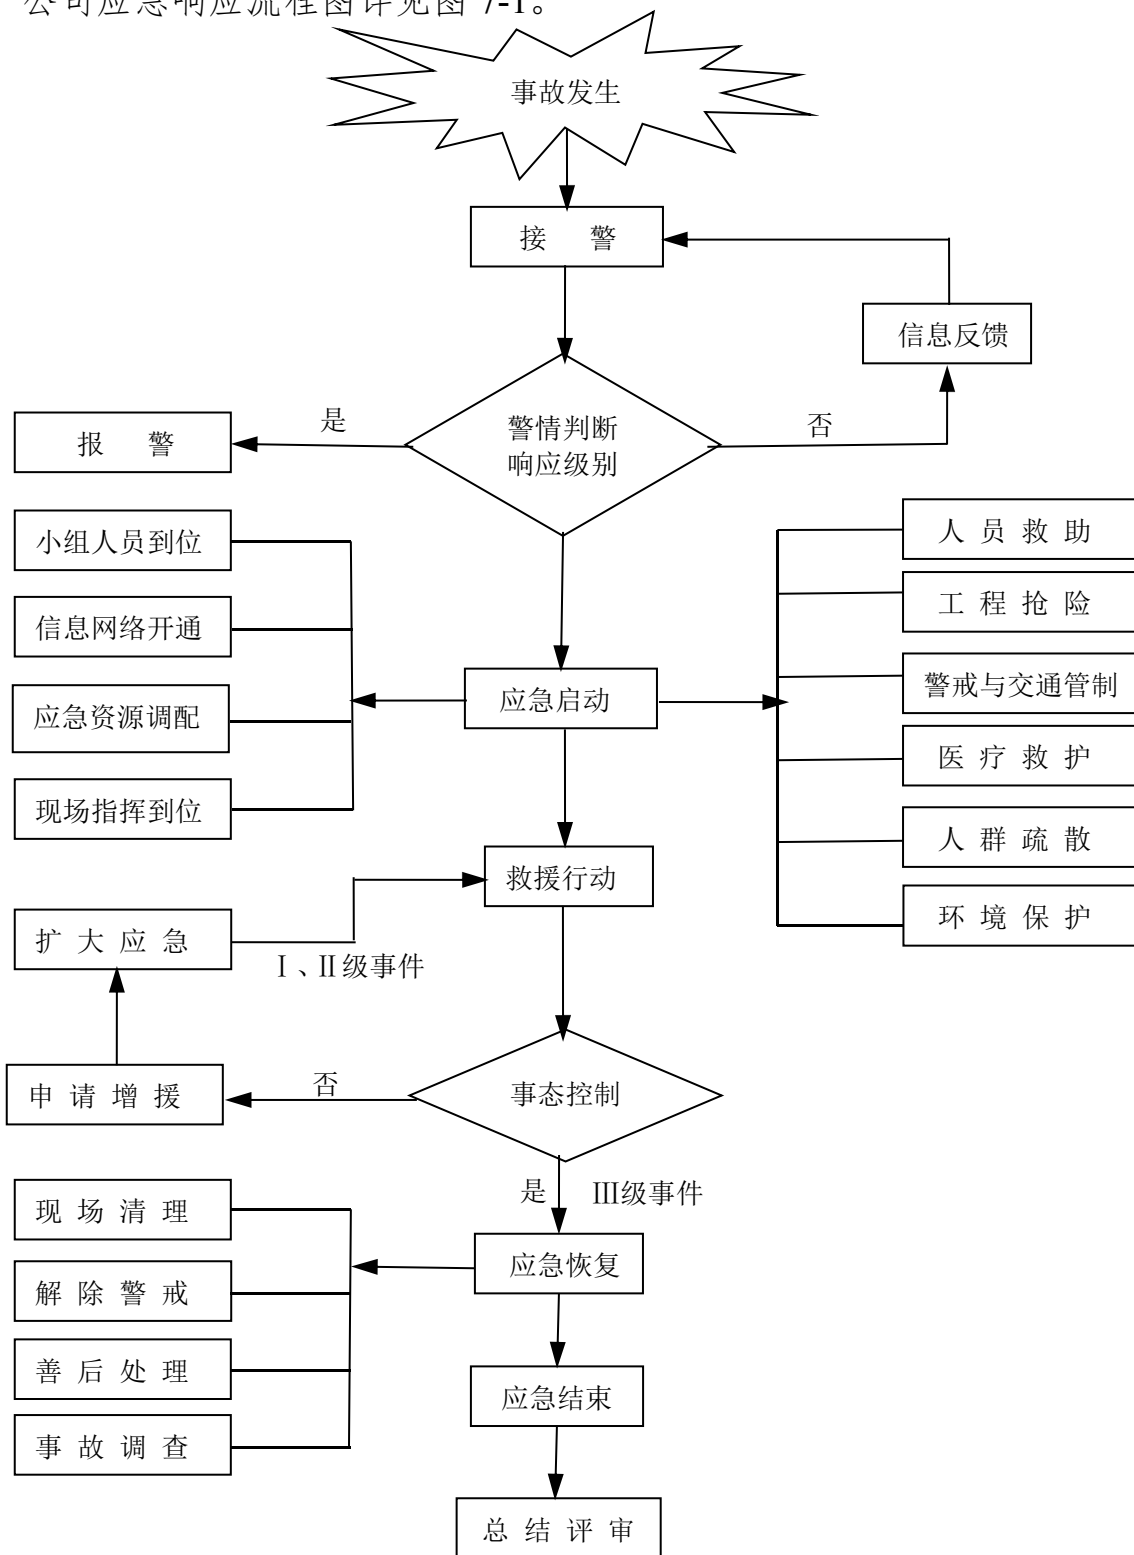 公司应急响应流程图详见图 7-1。
事故发生
接 警
信息反馈
报 警
是
警情判断
响应级别
否
小组人员到位
信息网络开通
应急资源调配
现场指挥到位
应急启动
人 员 救 助
工 程 抢 险
警戒与交通管制
医 疗 救 护
人 群 疏 散
环 境 保 护
救援行动
扩 大 应 急
Ⅰ、Ⅱ级事件
申 请 增 援
否
事态控制
是
Ⅲ级事件
现 场 清 理
解 除 警 戒
善 后 处 理
事 故 调 查
应急恢复
应急结束
总 结 评 审